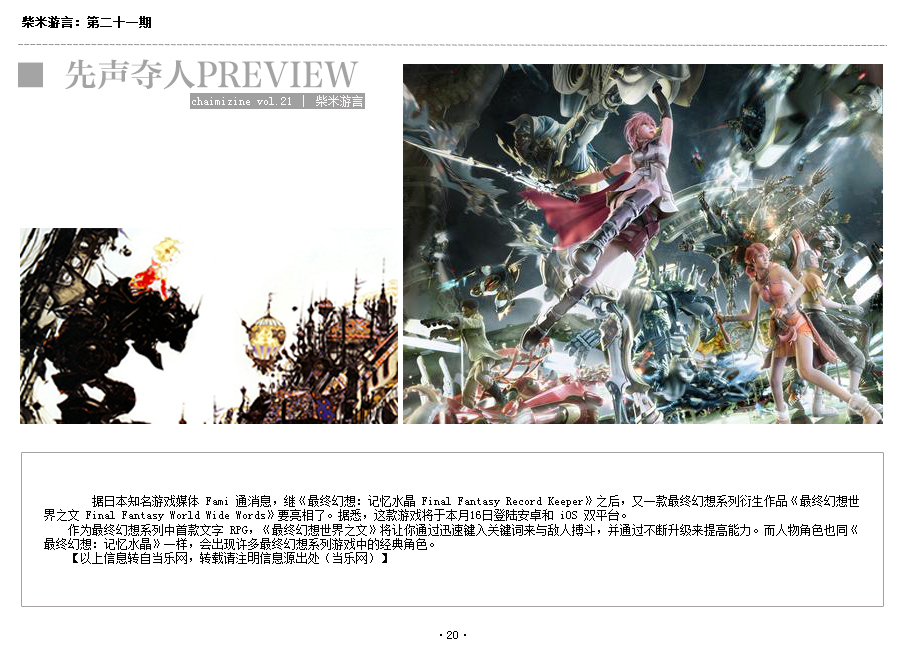 柴米游言：第二十一期
先声夺人PREVIEW
chaimizine vol.21 | 柴米游言
据日本知名游戏媒体 Fami 通消息，继《最终幻想：记忆水晶 Final Fantasy Record Keeper》之后，又一款最终幻想系列衍生作品《最终幻想世
界之文 Final Fantasy World Wide Words》要亮相了。据悉，这款游戏将于本月16日登陆安卓和 iOS 双平台。
作为最终幻想系列中首款文字 RPG，《最终幻想世界之文》将让你通过迅速键入关键词来与敌人搏斗，并通过不断升级来提高能力。而人物角色也同《
最终幻想：记忆水晶》一样，会出现许多最终幻想系列游戏中的经典角色。
【以上信息转自当乐网，转载请注明信息源出处（当乐网）】
·20·